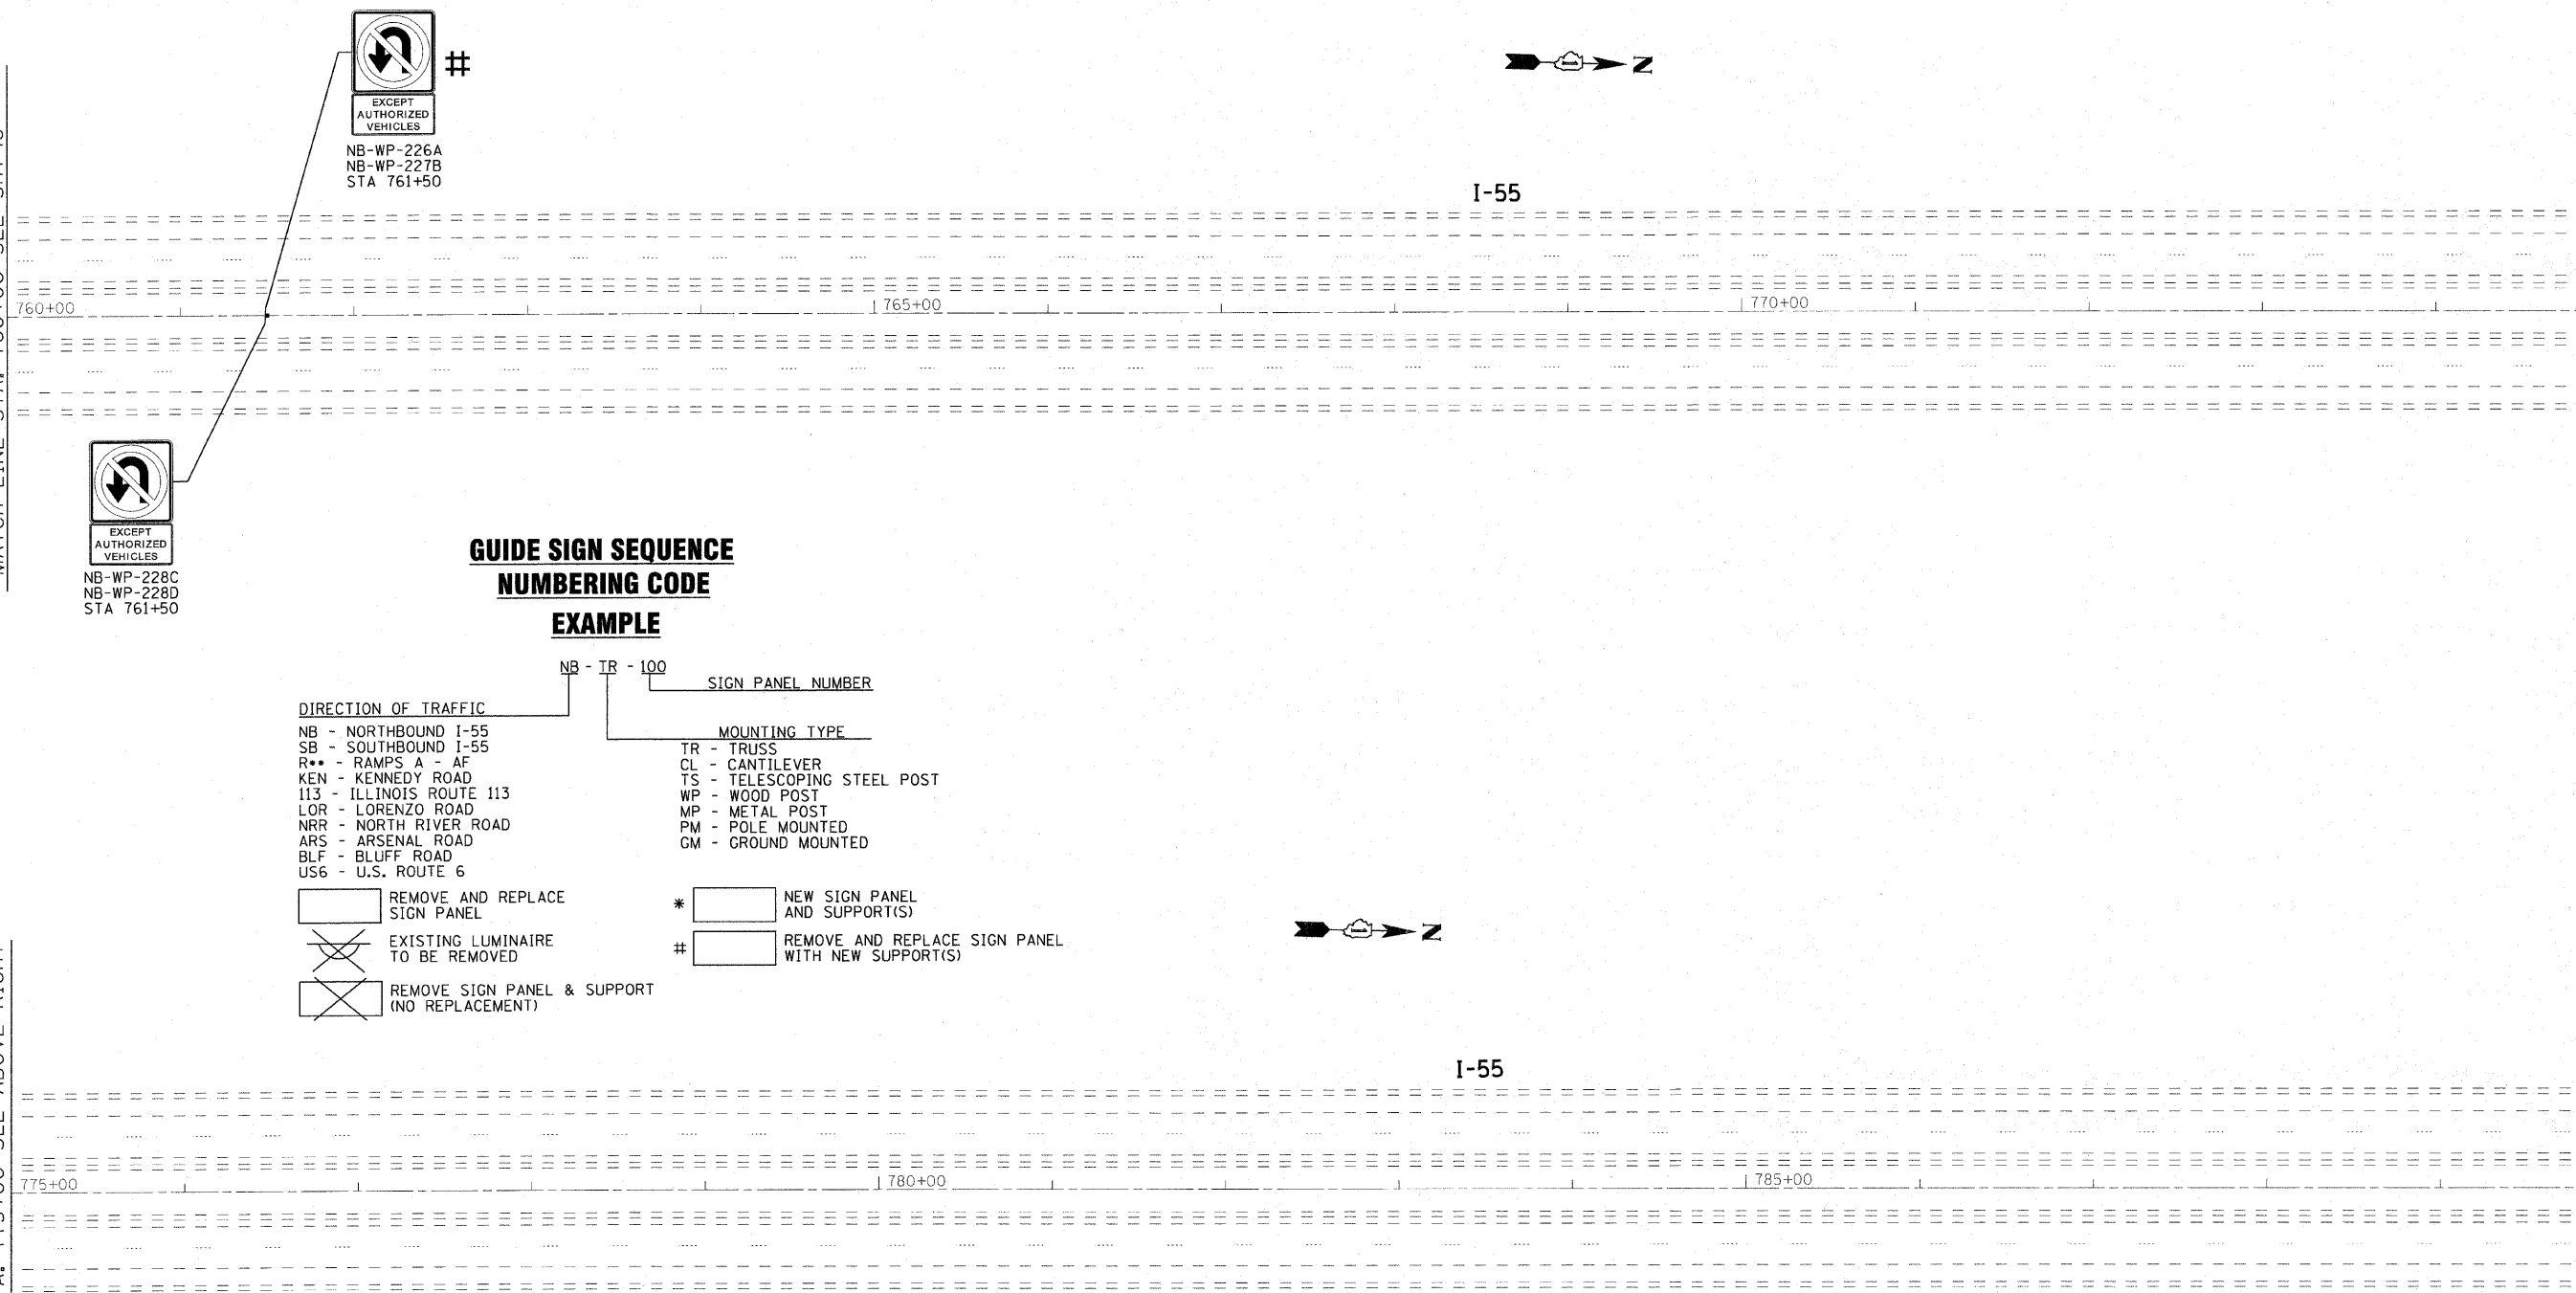 #
EXCEPT
AUTHORIZED
VEHICLES
NB-WP-226A
NB-WP-227B
STA 761+50
N
I-55
760+00
765+00
770+00
EXCEPT
AUTHORIZED
VEHICLES
NB-WP-228C
NB-WP-228D
STA 761+50
GUIDE SIGN SEQUENCE
NUMBERING CODE
EXAMPLE
NB - TR - 100
SIGN PANEL NUMBER
DIRECTION OF TRAFFIC
NB - NORTHBOUND I-55
SB - SOUTHBOUND I-55
R** - RAMPS A - AF
KEN - KENNEDY ROAD
113 - ILLINOIS ROUTE 113
LOR - LORENZO ROAD
NRR - NORTH RIVER ROAD
ARS - ARSENAL ROAD
BLF - BLUFF ROAD
US6 - U.S. ROUTE 6
MOUNTING TYPE
TR - TRUSS
CL - CANTILEVER
TS - TELESCOPING STEEL POST
WP - WOOD POST
MP - METAL POST
PM - POLE MOUNTED
GM - GROUND MOUNTED
REMOVE AND REPLACE
SIGN PANEL
EXISTING LUMINAIRE
TO BE REMOVED
REMOVE SIGN PANEL & SUPPORT
(NO REPLACEMENT)
* NEW SIGN PANEL
AND SUPPORT(S)
# REMOVE AND REPLACE SIGN PANEL
WITH NEW SUPPORT(S)
N
I-55
775+00
780+00
785+00